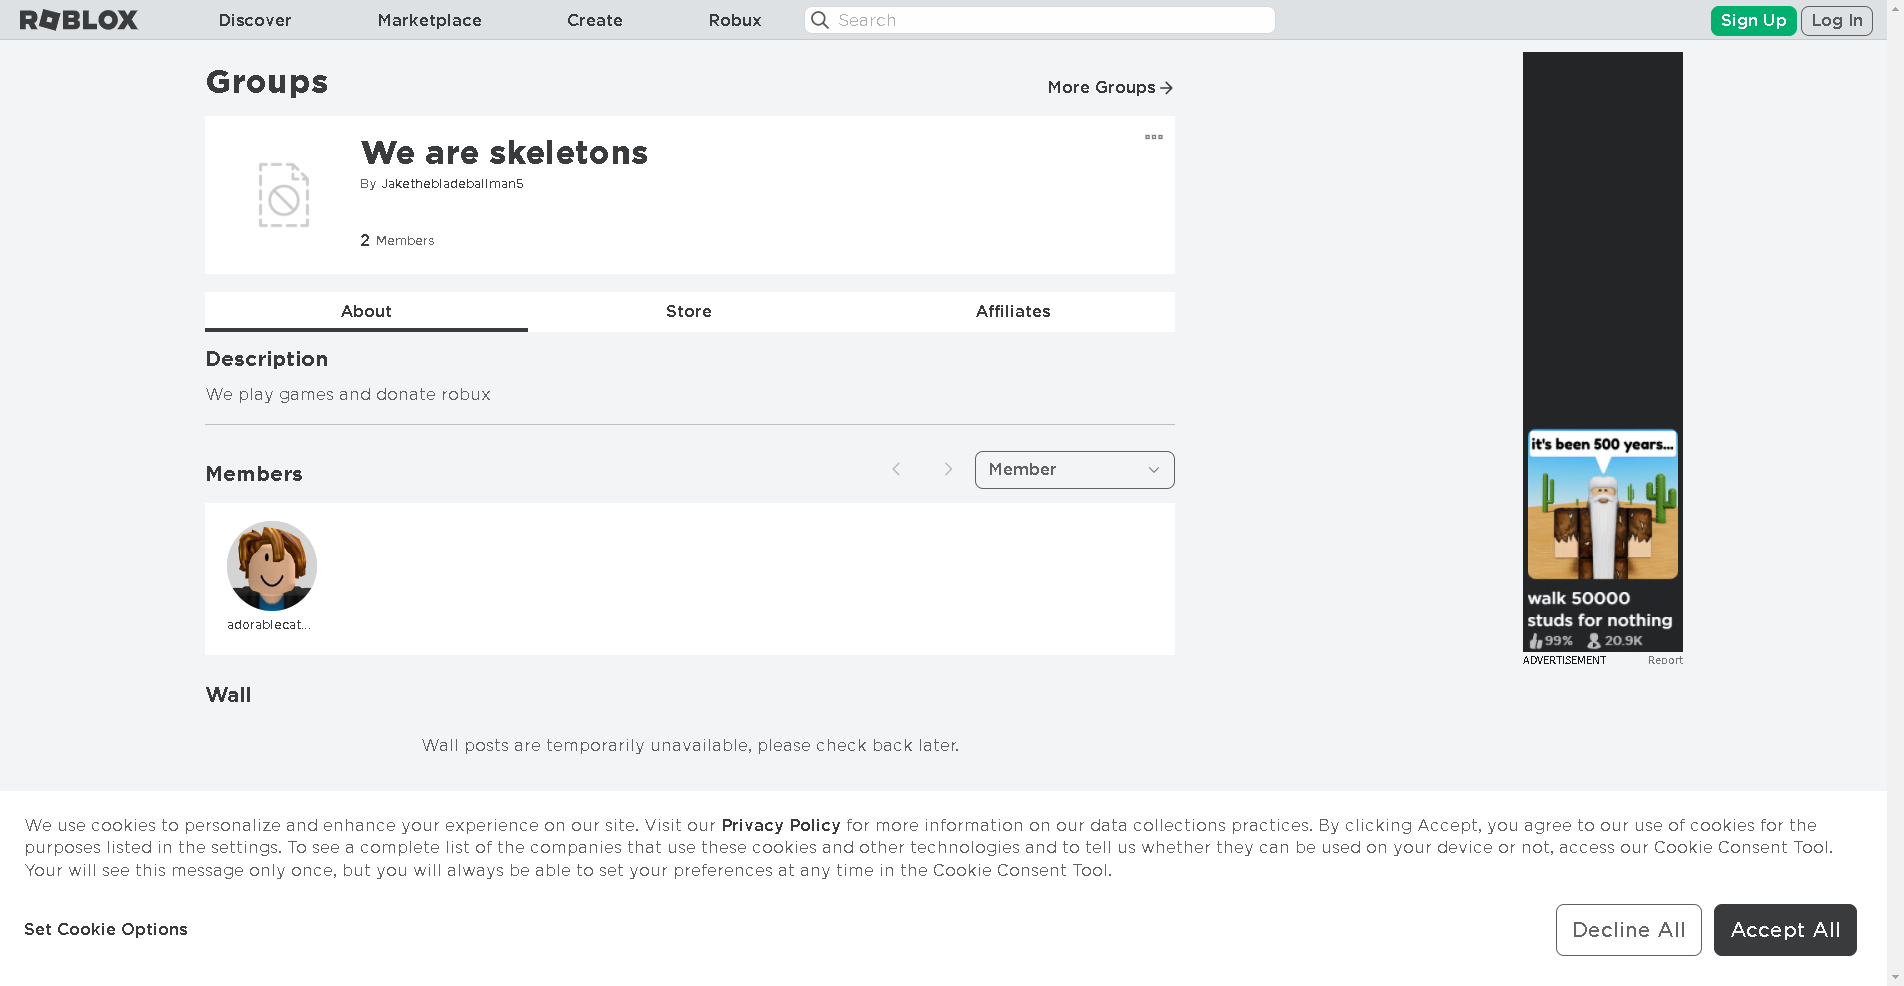 ROBLOX Discover Marketplace Create Robux Search Sign Up Log In
Groups
More Groups
We are skeletons
By Jakethebladeballman5
2 Members
About Store Affiliates
Description
We play games and donate robux
Members
Member
adorablecat...
Wall
Wall posts are temporarily unavailable, please check back later.
it's been 500 years...
walk 50000
studs for nothing
99% 20.9K
ADVERTISEMENT Report
We use cookies to personalize and enhance your experience on our site. Visit our Privacy Policy for more information on our data collections practices. By clicking Accept, you agree to our use of cookies for the
purposes listed in the settings. To see a complete list of the companies that use these cookies and other technologies and to tell us whether they can be used on your device or not, access our Cookie Consent Tool.
Your will see this message only once, but you will always be able to set your preferences at any time in the Cookie Consent Tool.
Set Cookie Options
Decline All
Accept All